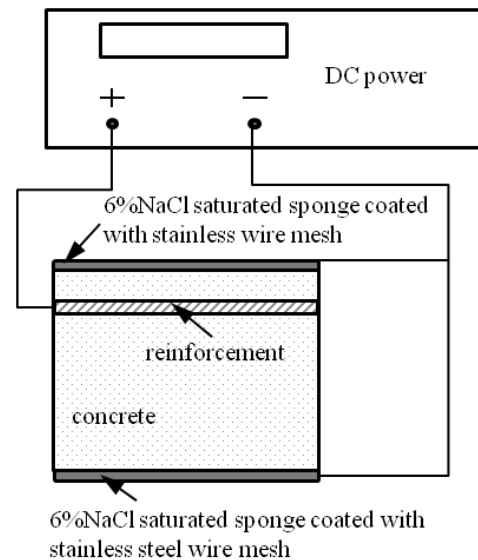 DC power
+ −
6%NaCl saturated sponge coated
with stainless wire mesh
reinforcement
concrete
6%NaCl saturated sponge coated with
stainless steel wire mesh